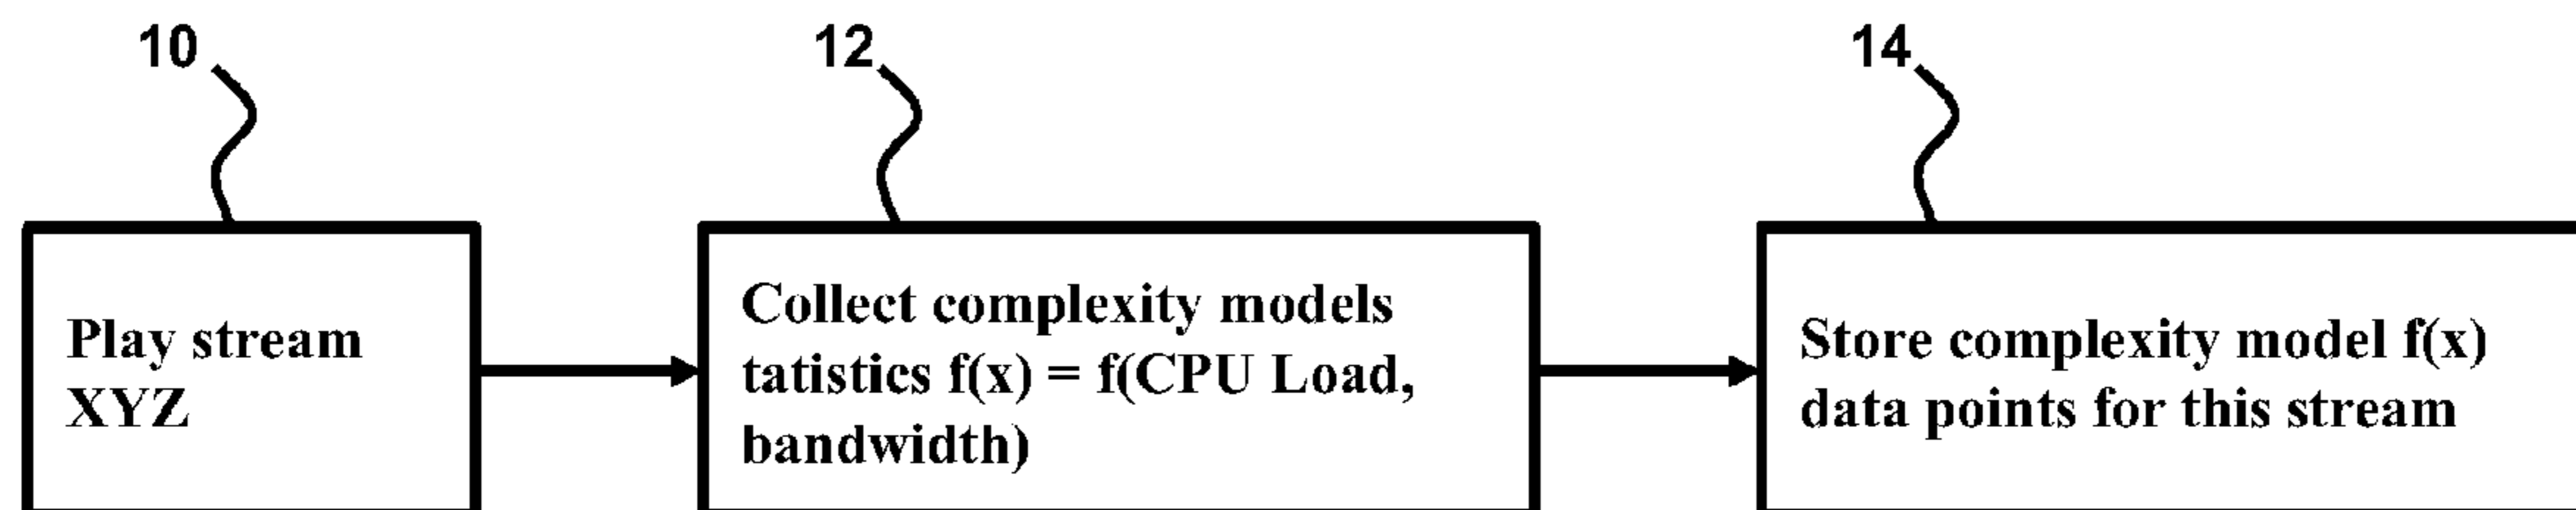 10
12
14
Play stream
XYZ
Collect complexity models
tatistics f(x) = f(CPU Load,
bandwidth)
Store complexity model f(x)
data points for this stream